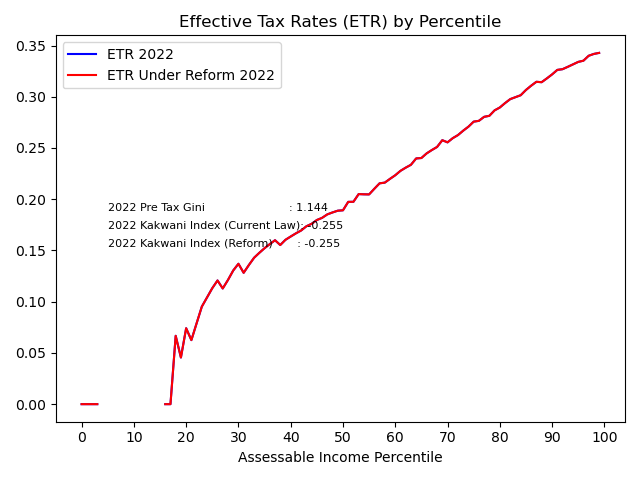 Effective Tax Rates (ETR) by Percentile
ETR 2022
ETR Under Reform 2022
0.35
0.30
0.25
0.20
0.15
0.10
0.05
0.00
2022 Pre Tax Gini : 1.144
2022 Kakwani Index (Current Law): -0.255
2022 Kakwani Index (Reform) : -0.255
0 10 20 30 40 50 60 70 80 90 100
Assessable Income Percentile